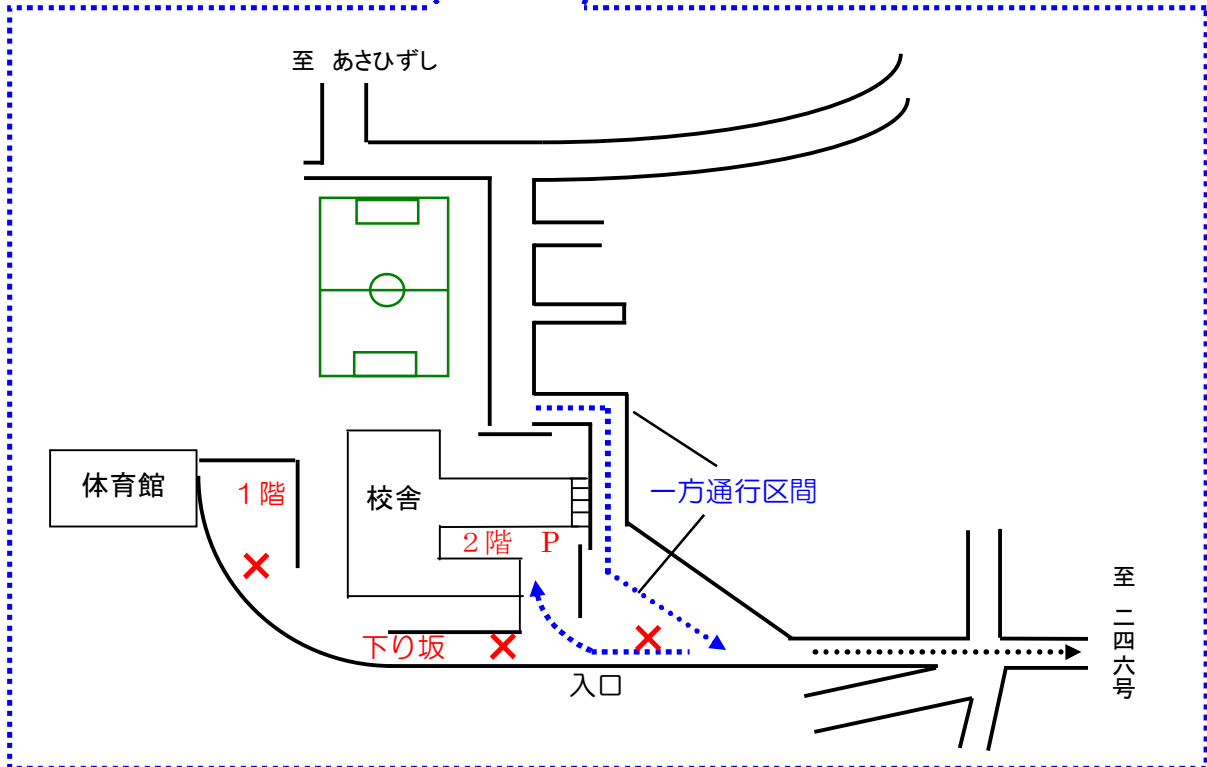 至 あさひずし
体育館
1階
校舎
一方通行区間
2階 P
至 二四六号
下り坂
入口